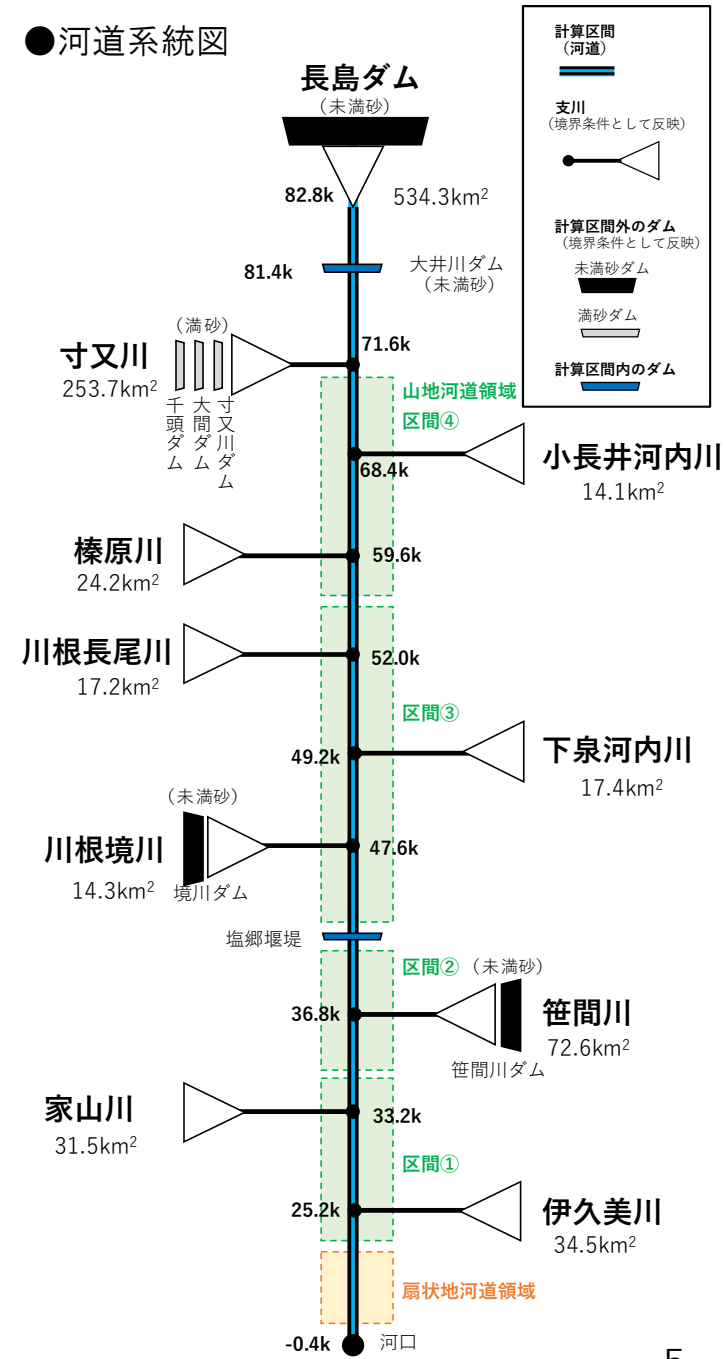 ●河道系統図
計算区間
(河道)
支川
(境界条件として反映)
計算区間外のダム
(境界条件として反映)
未満砂ダム
満砂ダム
計算区間内のダム
長島ダム
(未満砂)
82.8k
534.3km²
81.4k
大井川ダム
(未満砂)
(満砂)
寸又川
253.7km²
千頭ダム
大間ダム
寸又川ダム
71.6k
山地河道領域
区間④
68.4k
小長井河内川
14.1km²
榛原川
24.2km²
59.6k
川根長尾川
17.2km²
52.0k
区間③
49.2k
下泉河内川
17.4km²
(未満砂)
川根境川
14.3km²
境川ダム
47.6k
塩郷堰堤
区間②
(未満砂)
36.8k
笹間川
72.6km²
笹間川ダム
家山川
31.5km²
33.2k
区間①
25.2k
伊久美川
34.5km²
扇状地河道領域
-0.4k
河口